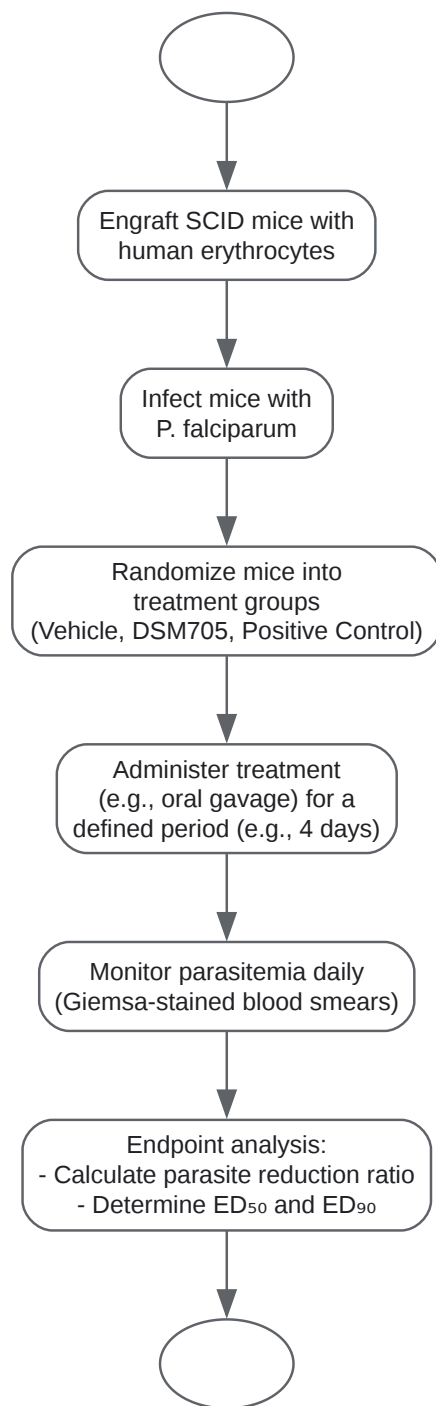 Engraft SCID mice with
human erythrocytes
Infect mice with
P. falciparum
Randomize mice into
treatment groups
(Vehicle, DSM705, Positive Control)
Administer treatment
(e.g., oral gavage) for a
defined period (e.g., 4 days)
Monitor parasitemia daily
(Giemsa-stained blood smears)
Endpoint analysis:
- Calculate parasite reduction ratio
- Determine ED₅₀ and ED₉₀